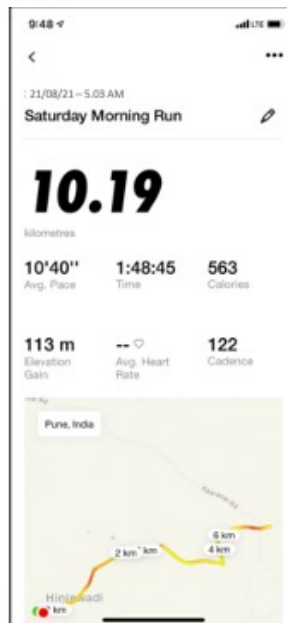 9:48
LTE
21/08/21 – 5.03 AM
Saturday Morning Run
10.19
kilometres
10'40" 1:48:45 563
Avg. Pace Time Calories
113 m -- 122
Elevation Gain Avg. Heart Rate Cadence
Pune, India
6 km
2 km km 4 km
Hinjewadi
km